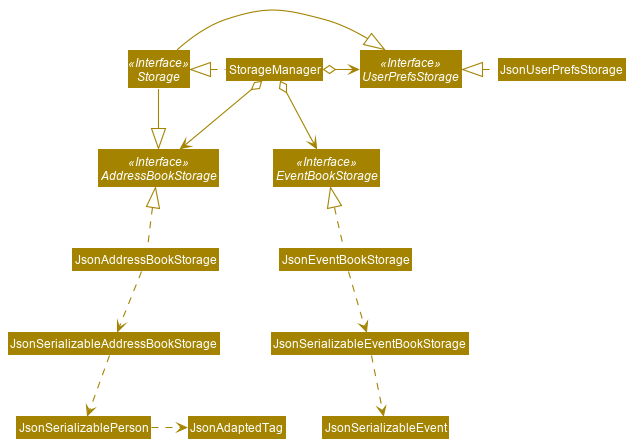 «Interface»
Storage
StorageManager
«Interface»
UserPrefsStorage
JsonUserPrefsStorage
«Interface»
AddressBookStorage
«Interface»
EventBookStorage
JsonAddressBookStorage
JsonEventBookStorage
JsonSerializableAddressBookStorage
JsonSerializableEventBookStorage
JsonSerializablePerson
JsonAdaptedTag
JsonSerializableEvent